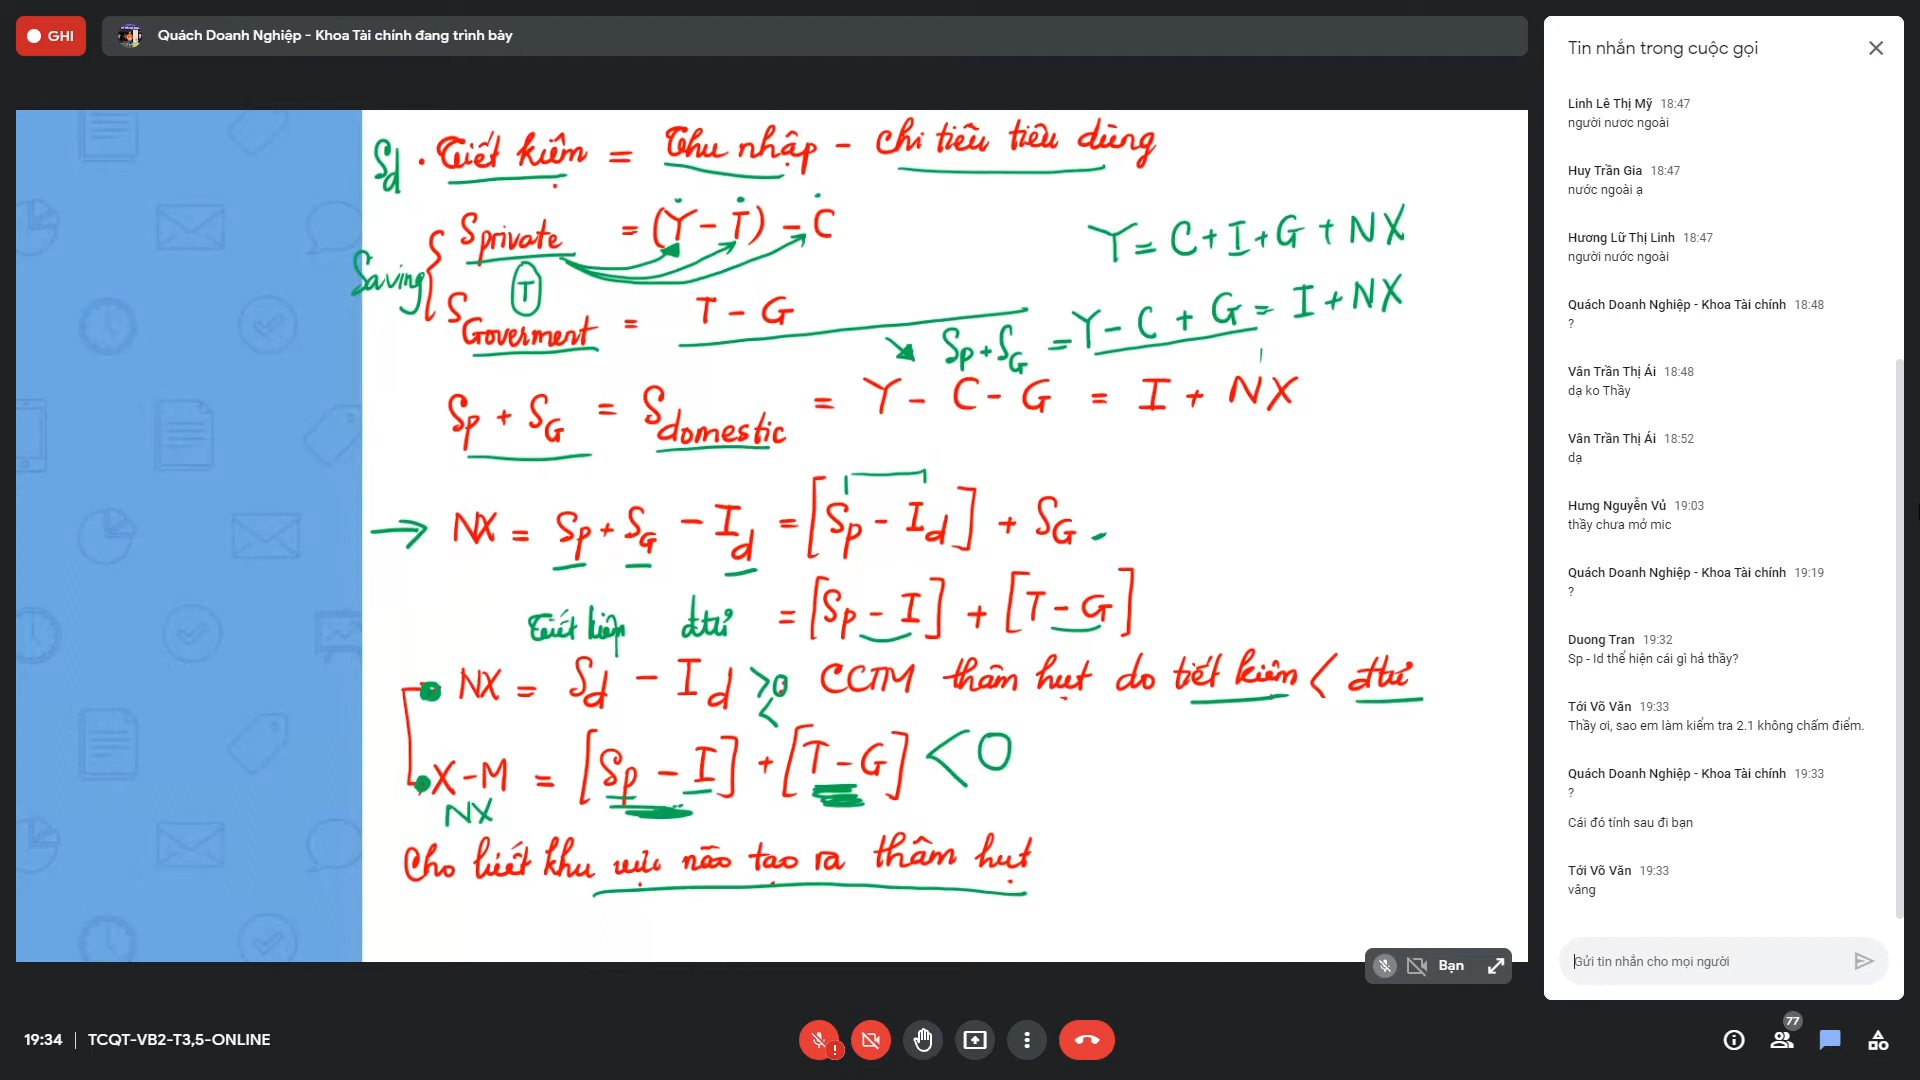 GHI
Quách Doanh Nghiệp - Khoa Tài chính đang trình bày
Sd . Tiết kiệm = Thu nhập - chi tiêu tiêu dùng
Saving
Sprivate = (Y - T) - C
T
SGoverment = T - G
Y = C + I + G + NX
Sp + SG = Y - C + G = I + NX
Sp + SG = Sdomestic = Y - C - G = I + NX
→ NX = Sp + SG - Id = [Sp - Id] + SG
= [Sp - I] + [T - G]
Tiết kiệm đtư
NX = Sd - Id >0 < CCTM thâm hụt do tiết kiệm < đtư
X - M = [Sp - I] + [T - G] < 0
NX
Cho biết khu vực nào tạo ra thâm hụt
Bạn
19:34 | TCQT-VB2-T3,5-ONLINE
77
Tin nhắn trong cuộc gọi
Linh Lê Thị Mỹ 18:47
người nươc ngoài
Huy Trần Gia 18:47
nước ngoài ạ
Hương Lữ Thị Linh 18:47
người nước ngoài
Quách Doanh Nghiệp - Khoa Tài chính 18:48
?
Vân Trần Thị Ái 18:48
dạ ko Thầy
Vân Trần Thị Ái 18:52
dạ
Hưng Nguyễn Vủ 19:03
thầy chưa mở mic
Quách Doanh Nghiệp - Khoa Tài chính 19:19
?
Duong Tran 19:32
Sp - Id thể hiện cái gì hả thầy?
Tới Võ Văn 19:33
Thầy ơi, sao em làm kiểm tra 2.1 không chấm điểm.
Quách Doanh Nghiệp - Khoa Tài chính 19:33
?
Cái đó tính sau đi bạn
Tới Võ Văn 19:33
vâng
Gửi tin nhắn cho mọi người